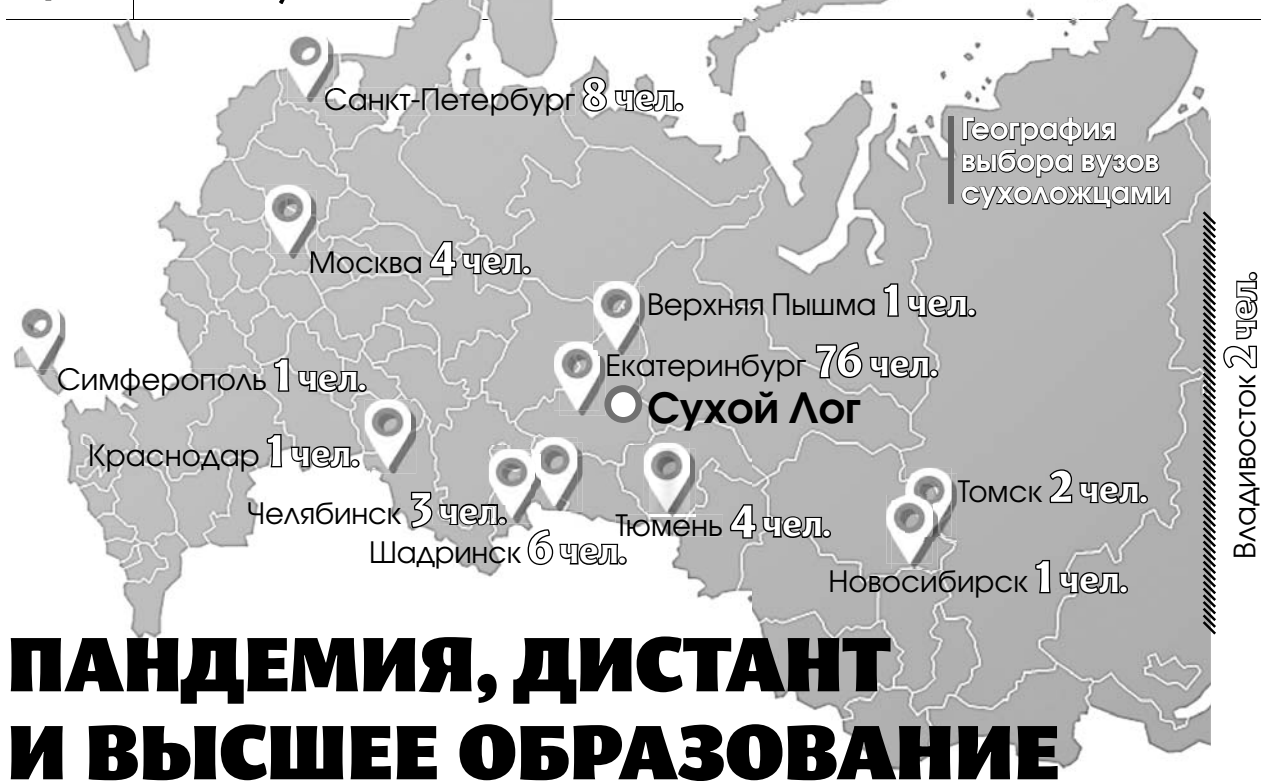 Санкт-Петербург 8 чел.
География
выбора вузов
сухоложцами
Москва 4 чел.
Верхняя Пышма 1 чел.
Екатеринбург 76 чел.
Сухой Лог
Симферополь 1 чел.
Краснодар 1 чел.
Челябинск 3 чел.
Шадринск 6 чел.
Тюмень 4 чел.
Томск 2 чел.
Новосибирск 1 чел.
Владивосток 2 чел.
ПАНДЕМИЯ, ДИСТАНТ
И ВЫСШЕЕ ОБРАЗОВАНИЕ